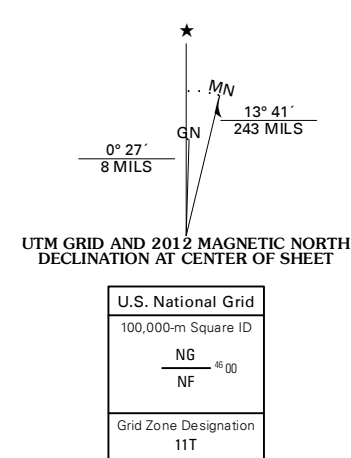 ★
MN
GN
13° 41´
243 MILS
0° 27´
8 MILS
UTM GRID AND 2012 MAGNETIC NORTH
DECLINATION AT CENTER OF SHEET
U.S. National Grid
100,000-m Square ID
NG
46 00
NF
Grid Zone Designation
11T